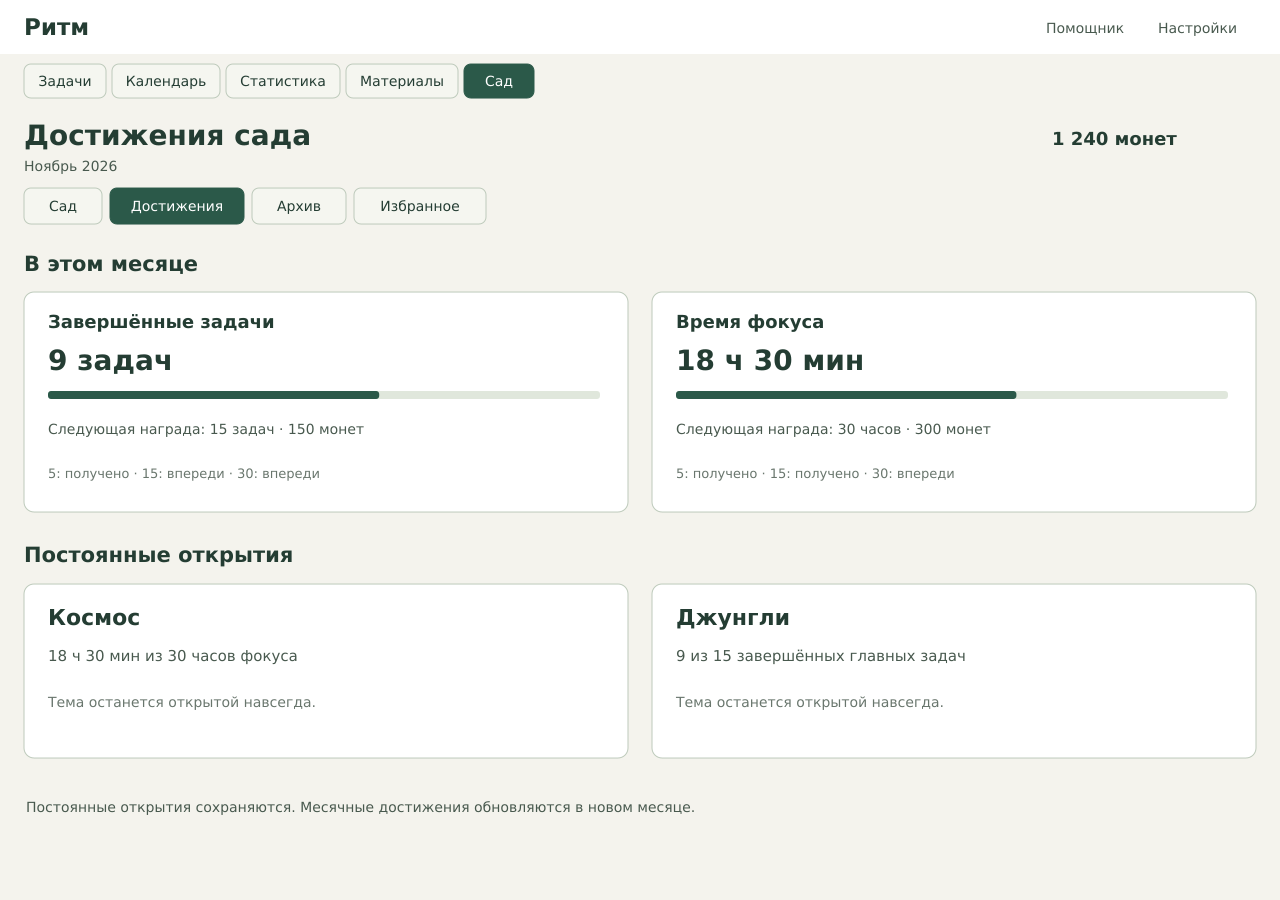 Ритм
Помощник
Настройки
Задачи
Календарь
Статистика
Материалы
Сад
Достижения сада
1 240 монет
Ноябрь 2026
Сад
Достижения
Архив
Избранное
В этом месяце
Завершённые задачи
9 задач
Следующая награда: 15 задач · 150 монет
5: получено · 15: впереди · 30: впереди
Время фокуса
18 ч 30 мин
Следующая награда: 30 часов · 300 монет
5: получено · 15: получено · 30: впереди
Постоянные открытия
Космос
18 ч 30 мин из 30 часов фокуса
Тема останется открытой навсегда.
Джунгли
9 из 15 завершённых главных задач
Тема останется открытой навсегда.
Постоянные открытия сохраняются. Месячные достижения обновляются в новом месяце.